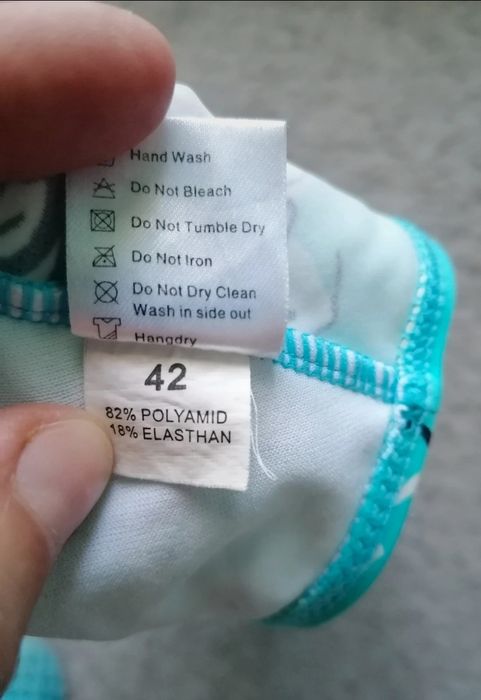 Hand Wash
Do Not Bleach
Do Not Tumble Dry
Do Not Iron
Do Not Dry Clean
Wash in side out
Hangdry
42
82% POLYAMID
18% ELASTHAN